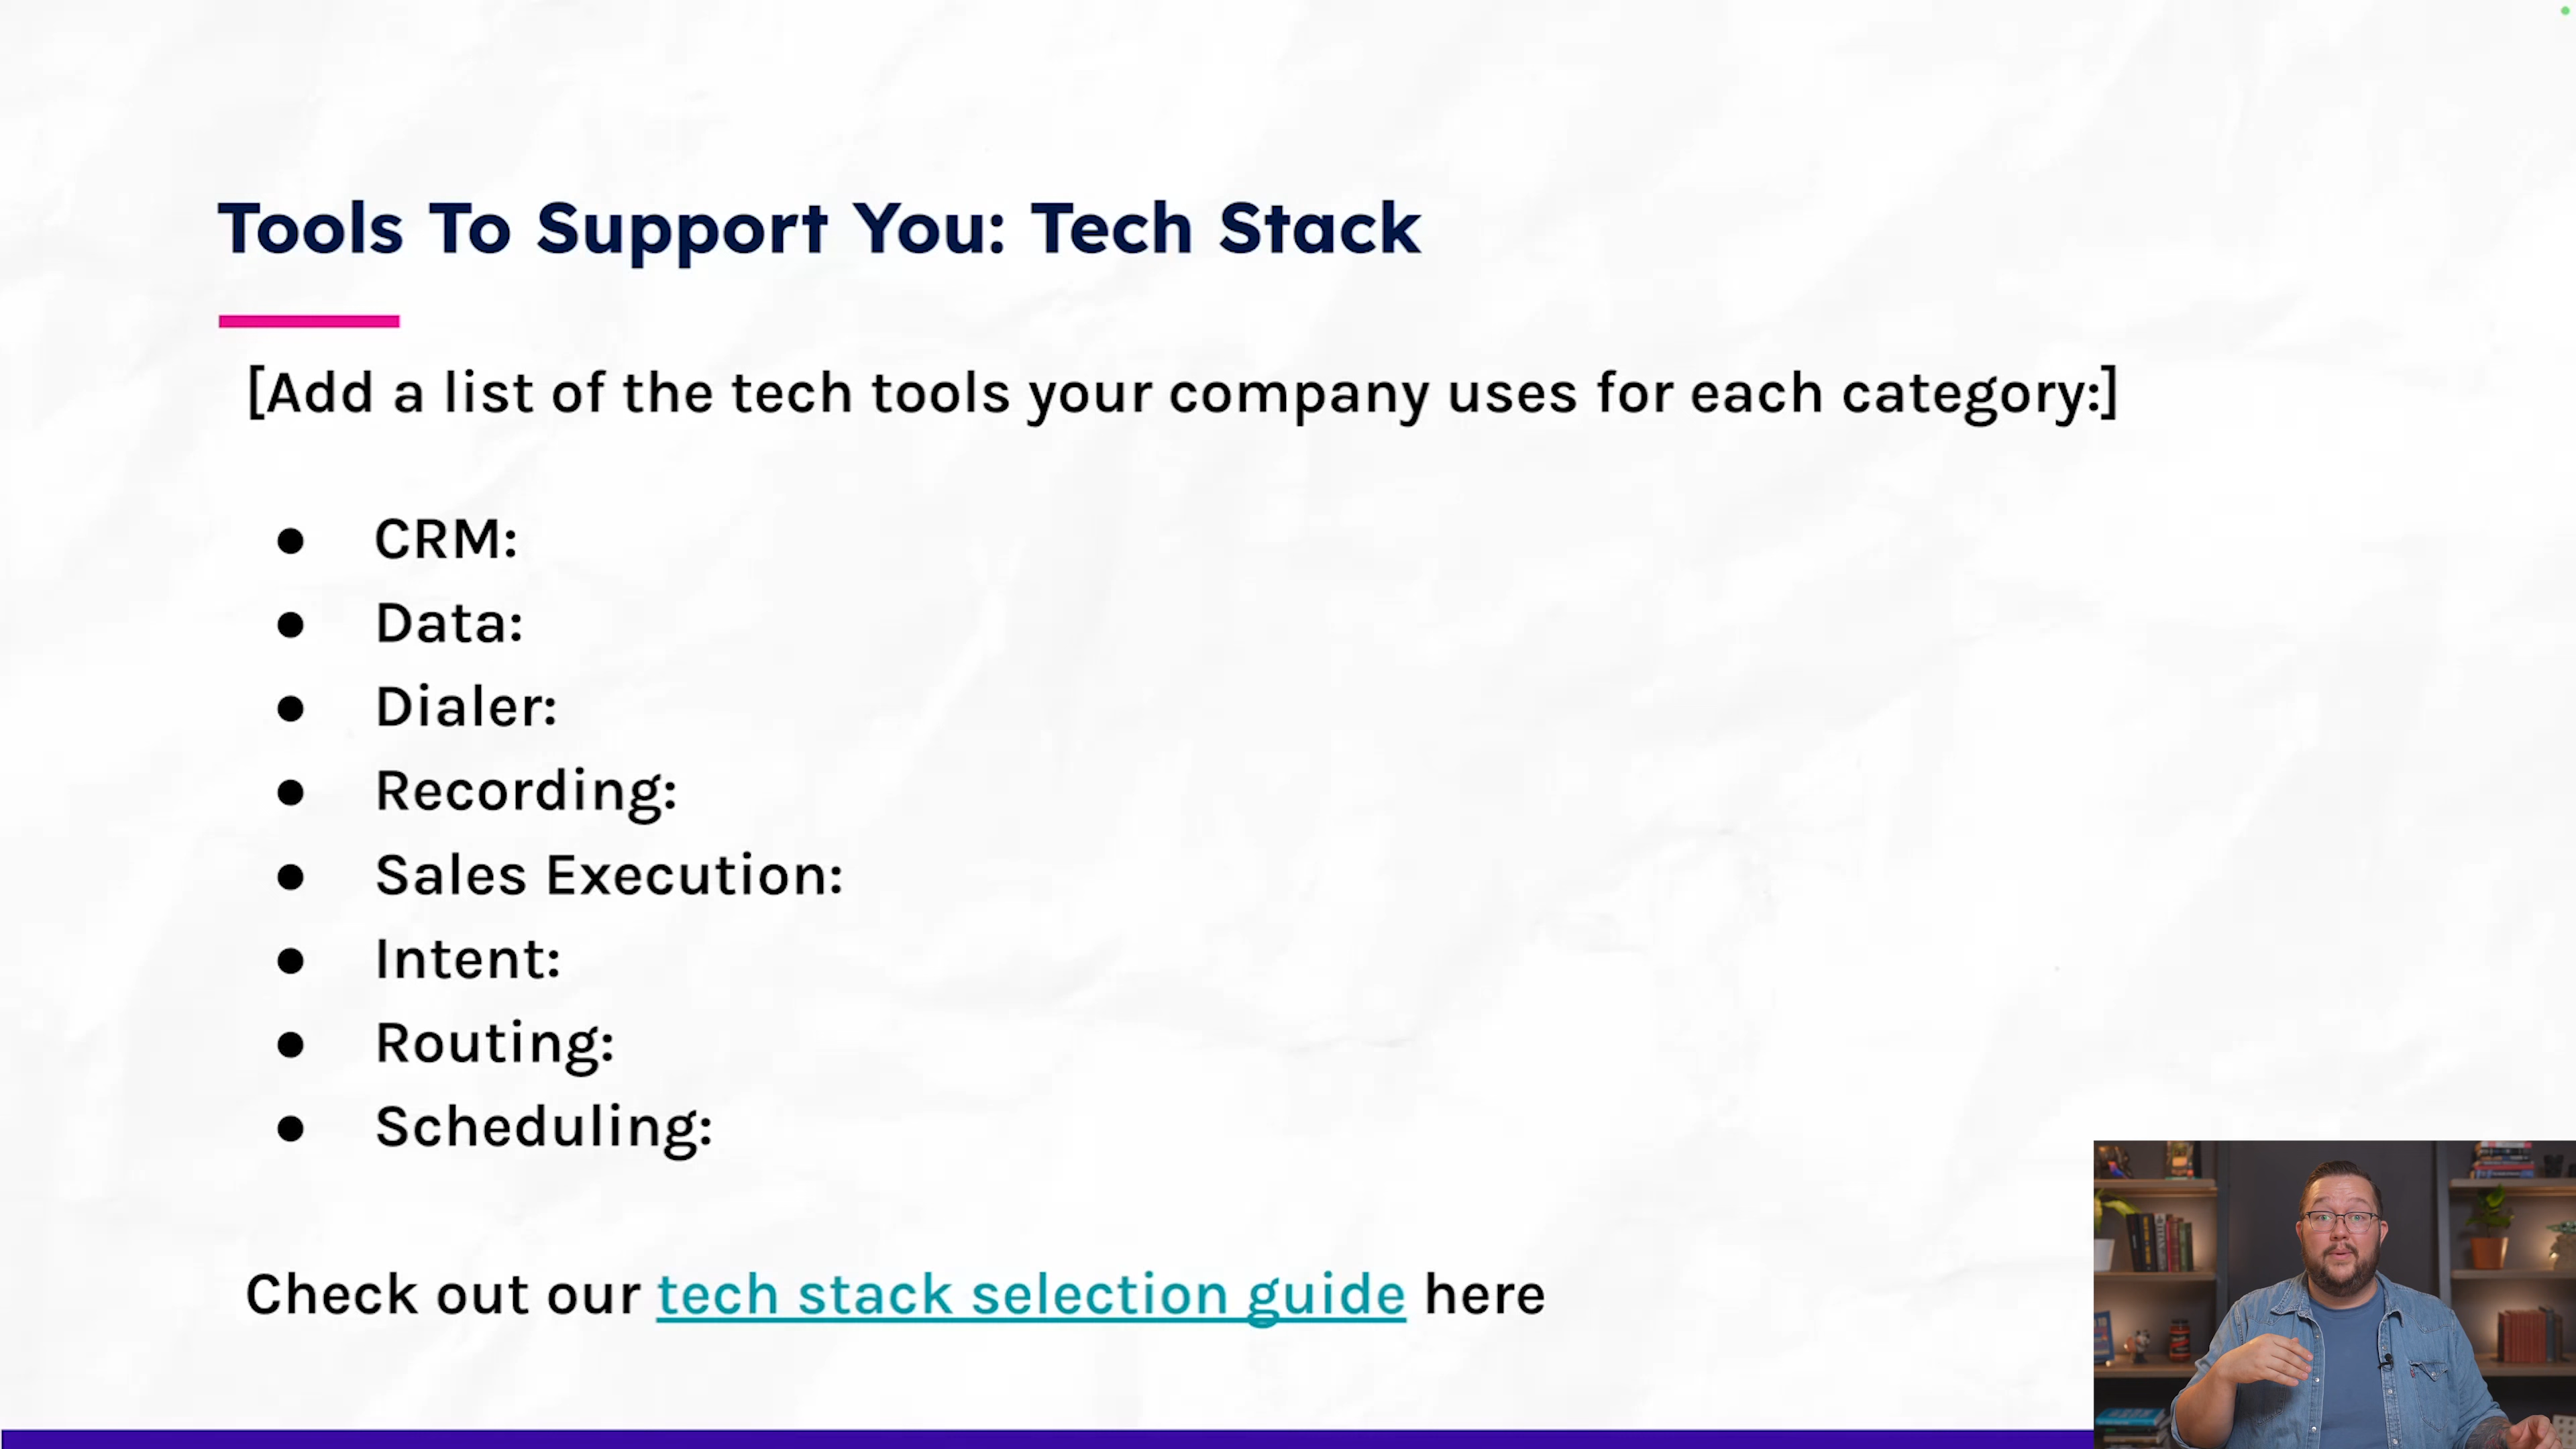 Tools To Support You: Tech Stack
[Add a list of the tech tools your company uses for each category:]
● CRM:
● Data:
● Dialer:
● Recording:
● Sales Execution:
● Intent:
● Routing:
● Scheduling:
Check out our tech stack selection guide here